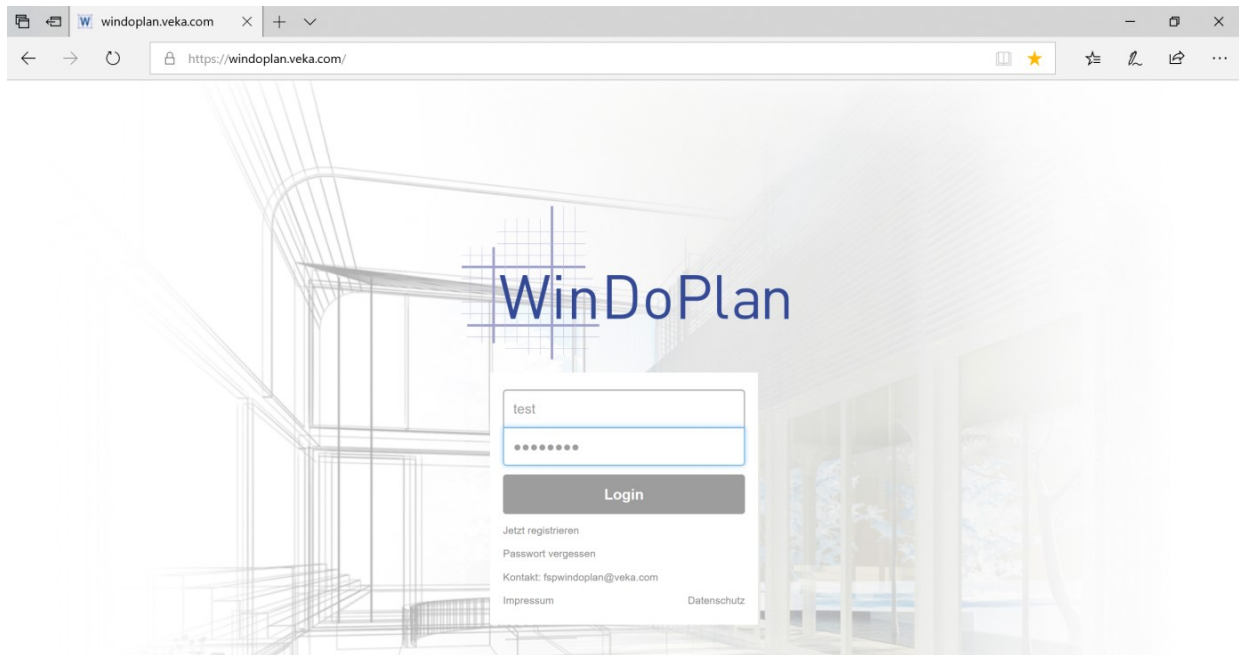 W windoplan.veka.com
https://windoplan.veka.com/
WinDoPlan
test
Login
Jetzt registrieren
Passwort vergessen
Kontakt: fspwindoplan@veka.com
Impressum Datenschutz